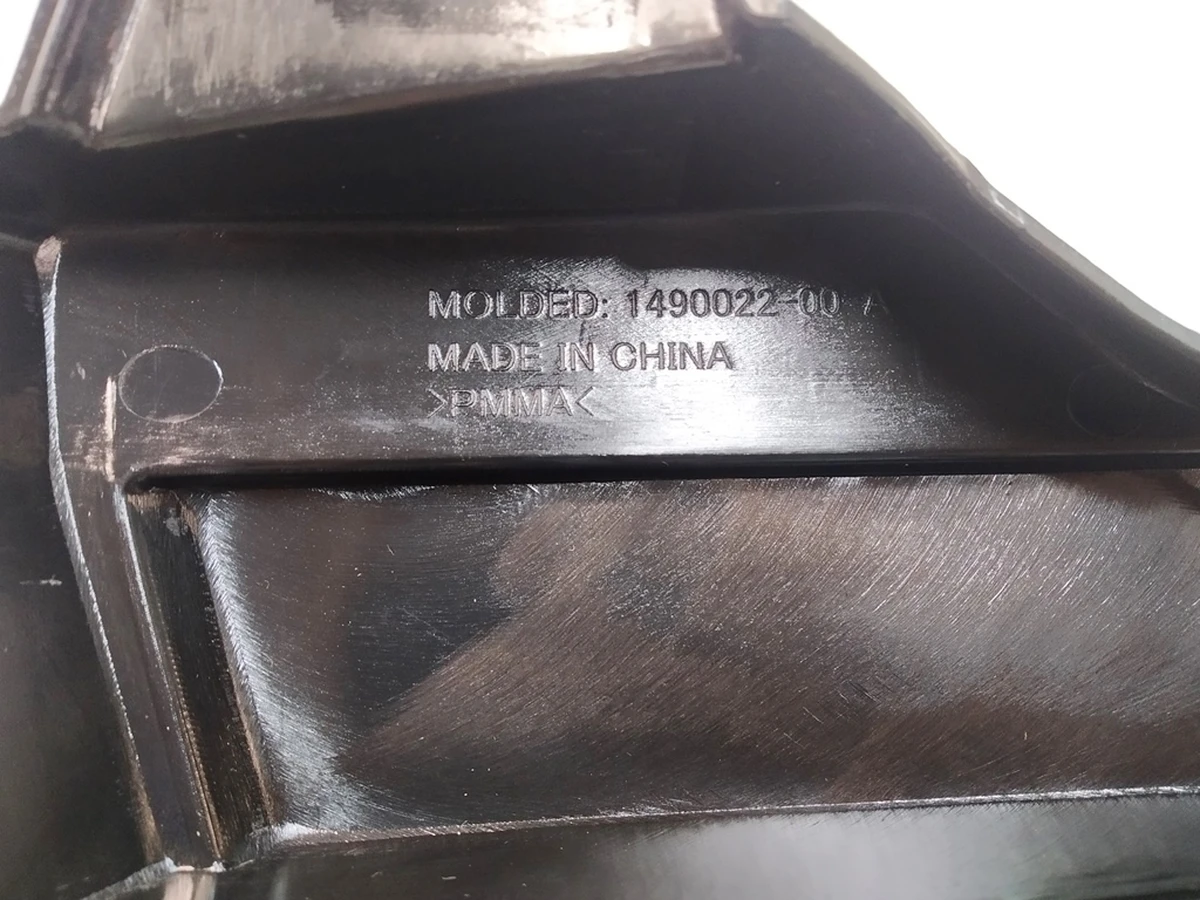 MOLDED: 1490022-00 A
MADE IN CHINA
>PMMA<